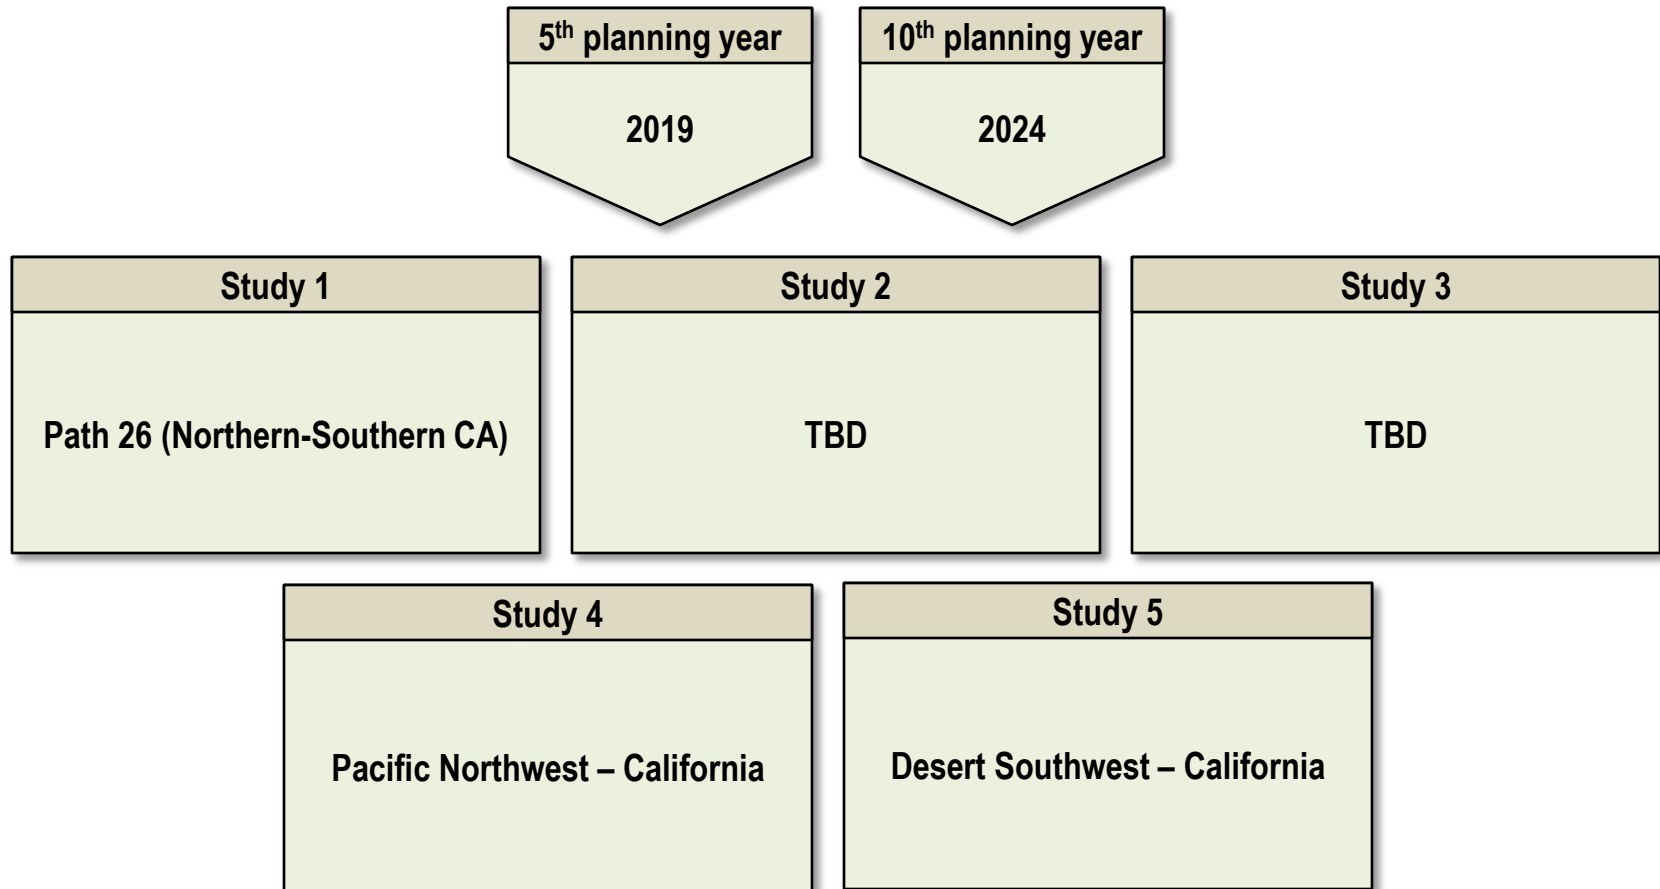 5th planning year
2019
10th planning year
2024
Study 1
Path 26 (Northern-Southern CA)
Study 2
TBD
Study 3
TBD
Study 4
Pacific Northwest – California
Study 5
Desert Southwest – California